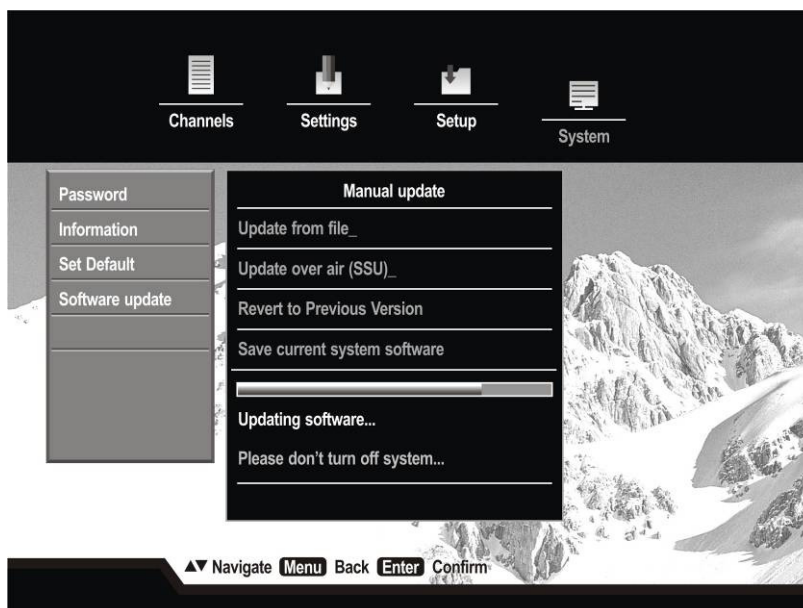 Channels Settings Setup System
Password
Information
Set Default
Software update
Manual update
Update from file_
Update over air (SSU)_
Revert to Previous Version
Save current system software
Updating software...
Please don't turn off system...
▲▼ Navigate Menu Back Enter Confirm